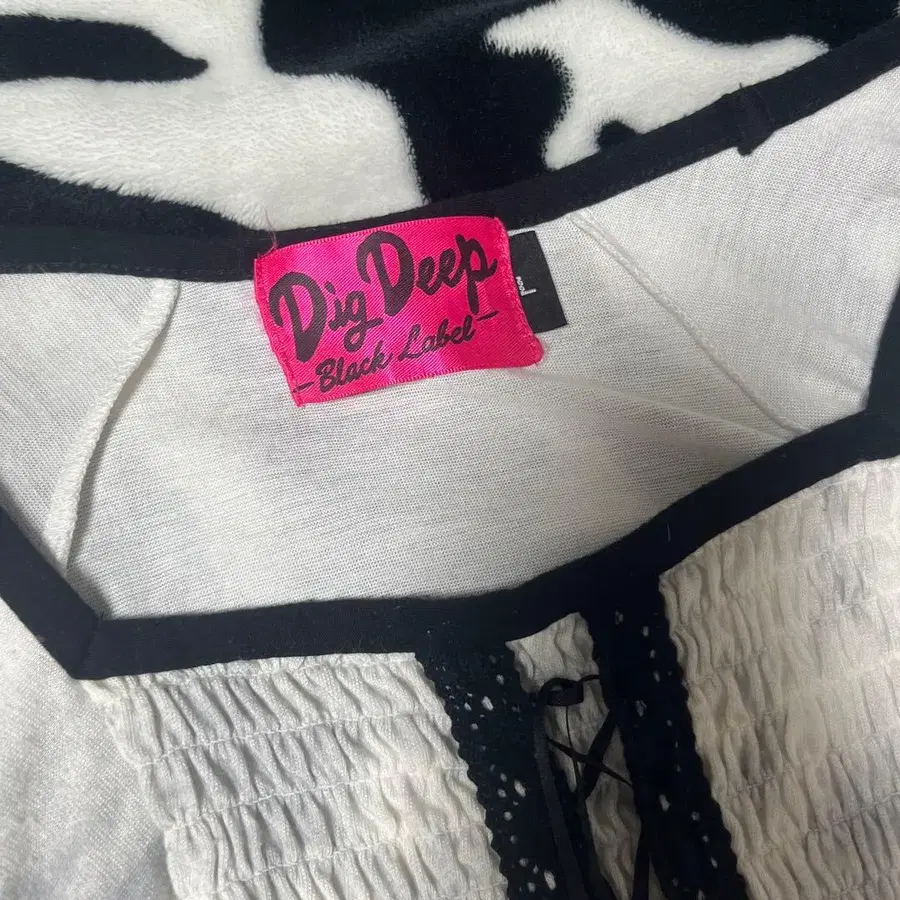 Dig Deep
- Black Label -
L